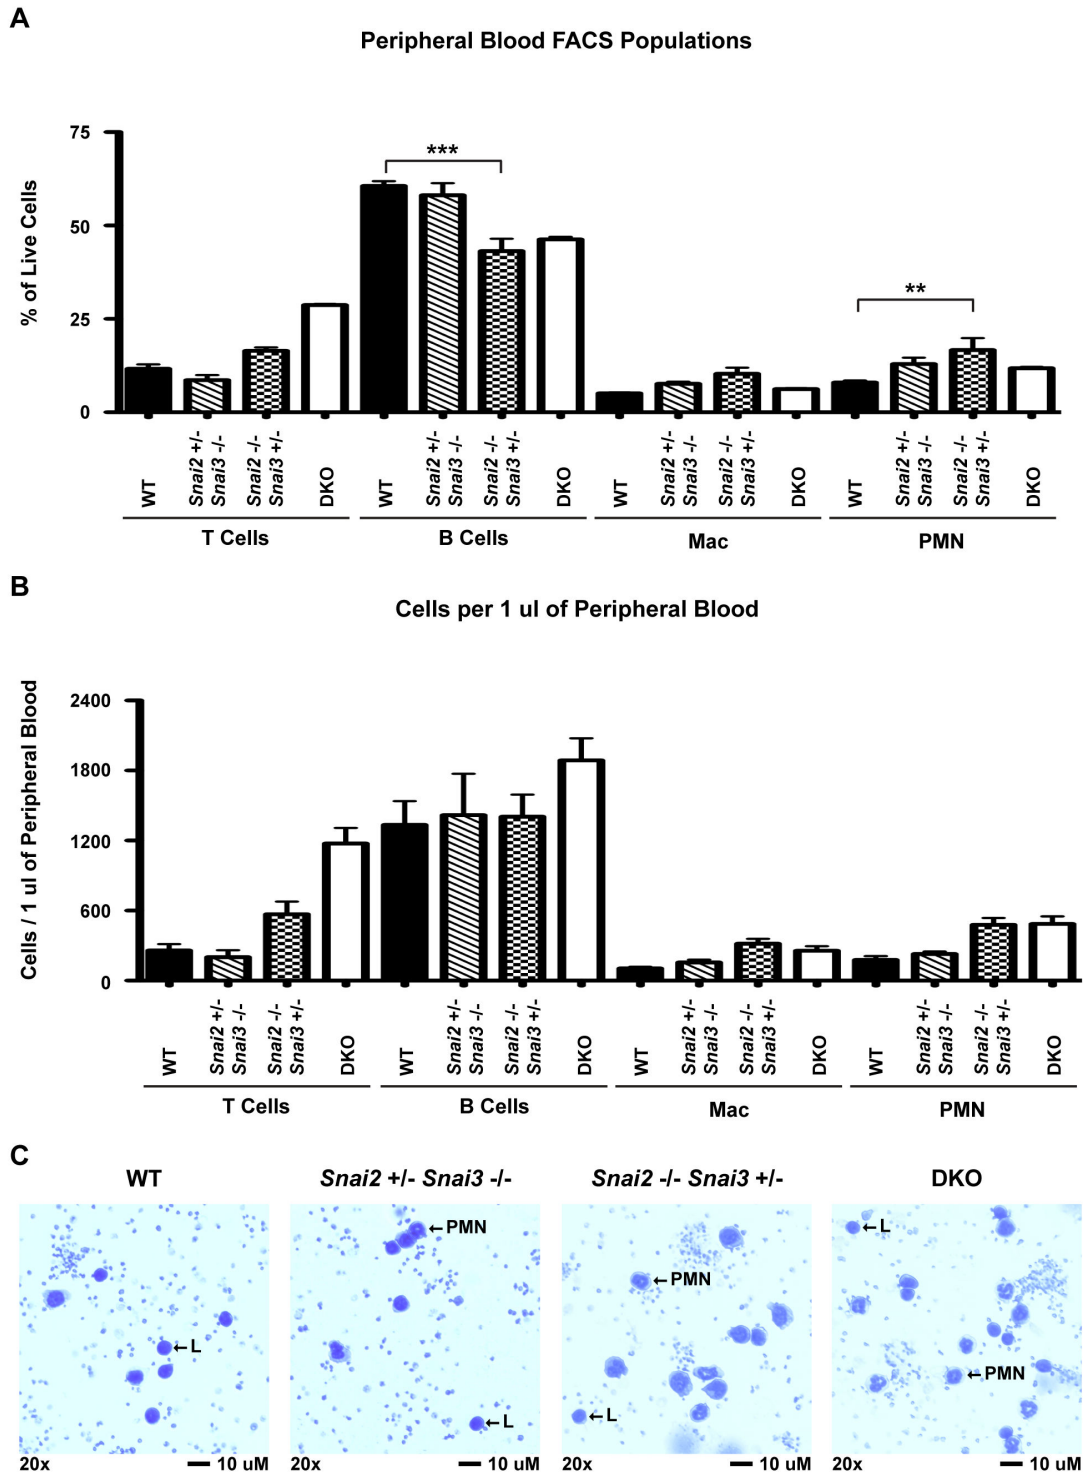 A
Peripheral Blood FACS Populations
% of Live Cells
75
50
25
0
***
**
WT
Snai2 +/-
Snai3 -/-
Snai2 -/-
Snai3 +/-
DKO
WT
Snai2 +/-
Snai3 -/-
Snai2 -/-
Snai3 +/-
DKO
WT
Snai2 +/-
Snai3 -/-
Snai2 -/-
Snai3 +/-
DKO
WT
Snai2 +/-
Snai3 -/-
Snai2 -/-
Snai3 +/-
DKO
T Cells
B Cells
Mac
PMN
B
Cells per 1 ul of Peripheral Blood
Cells / 1 ul of Peripheral Blood
2400
1800
1200
600
0
WT
Snai2 +/-
Snai3 -/-
Snai2 -/-
Snai3 +/-
DKO
WT
Snai2 +/-
Snai3 -/-
Snai2 -/-
Snai3 +/-
DKO
WT
Snai2 +/-
Snai3 -/-
Snai2 -/-
Snai3 +/-
DKO
WT
Snai2 +/-
Snai3 -/-
Snai2 -/-
Snai3 +/-
DKO
T Cells
B Cells
Mac
PMN
C
WT
Snai2 +/- Snai3 -/-
Snai2 -/- Snai3 +/-
DKO
←L
←PMN
←L
←PMN
←L
←L
←PMN
20x
10 uM
20x
10 uM
20x
10 uM
20x
10 uM